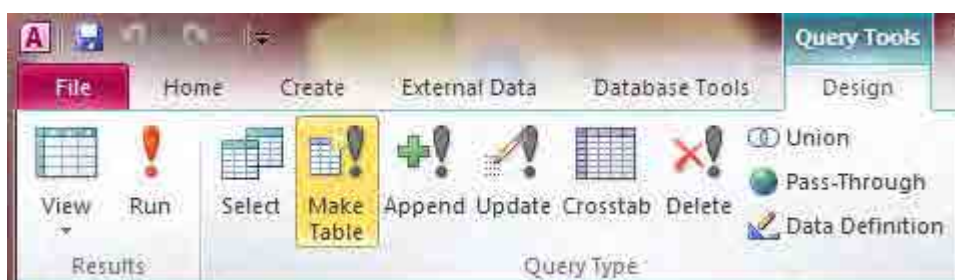 A
Query Tools
File Home Create External Data Database Tools Design
View Run Select Make Table Append Update Crosstab Delete
Union
Pass-Through
Data Definition
Results Query Type